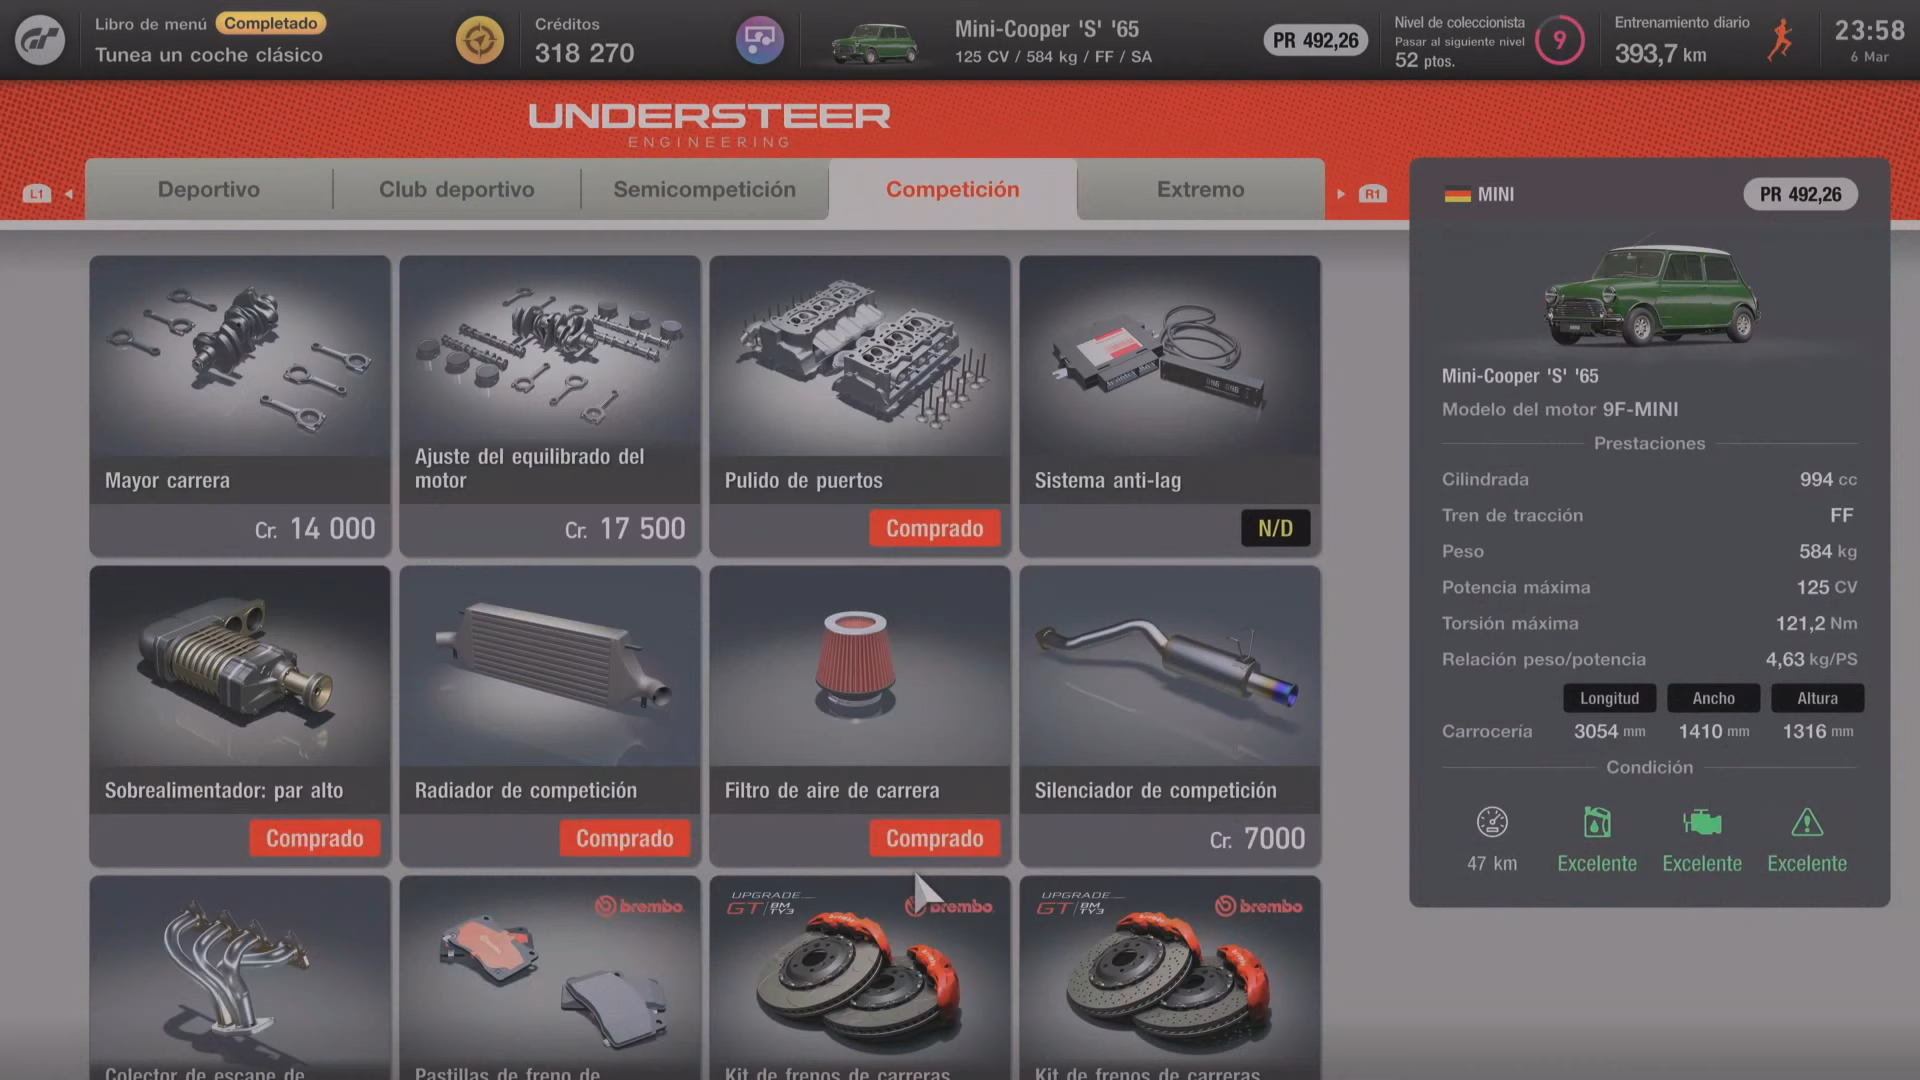 Libro de menú Completado
Tunea un coche clásico
Créditos
318 270
Mini-Cooper 'S' '65
125 CV / 584 kg / FF / SA
PR 492,26
Nivel de coleccionista
Pasar al siguiente nivel
52 ptos.
9
Entrenamiento diario
393,7 km
23:58
6 Mar
UNDERSTEER
ENGINEERING
L1
Deportivo
Club deportivo
Semicompetición
Competición
Extremo
R1
Mayor carrera
Cr. 14 000
Ajuste del equilibrado del
motor
Cr. 17 500
Pulido de puertos
Comprado
Sistema anti-lag
N/D
Sobrealimentador: par alto
Comprado
Radiador de competición
Comprado
Filtro de aire de carrera
Comprado
Silenciador de competición
Cr. 7000
Colector de escape de
brembo
Pastillas de freno de
UPGRADE
GT/BM TY3
brembo
Kit de frenos de carreras
UPGRADE
GT/BM TY3
brembo
Kit de frenos de carreras
MINI
PR 492,26
Mini-Cooper 'S' '65
Modelo del motor 9F-MINI
Prestaciones
Cilindrada 994 cc
Tren de tracción FF
Peso 584 kg
Potencia máxima 125 CV
Torsión máxima 121,2 Nm
Relación peso/potencia 4,63 kg/PS
Longitud Ancho Altura
Carrocería 3054 mm 1410 mm 1316 mm
Condición
47 km Excelente Excelente Excelente